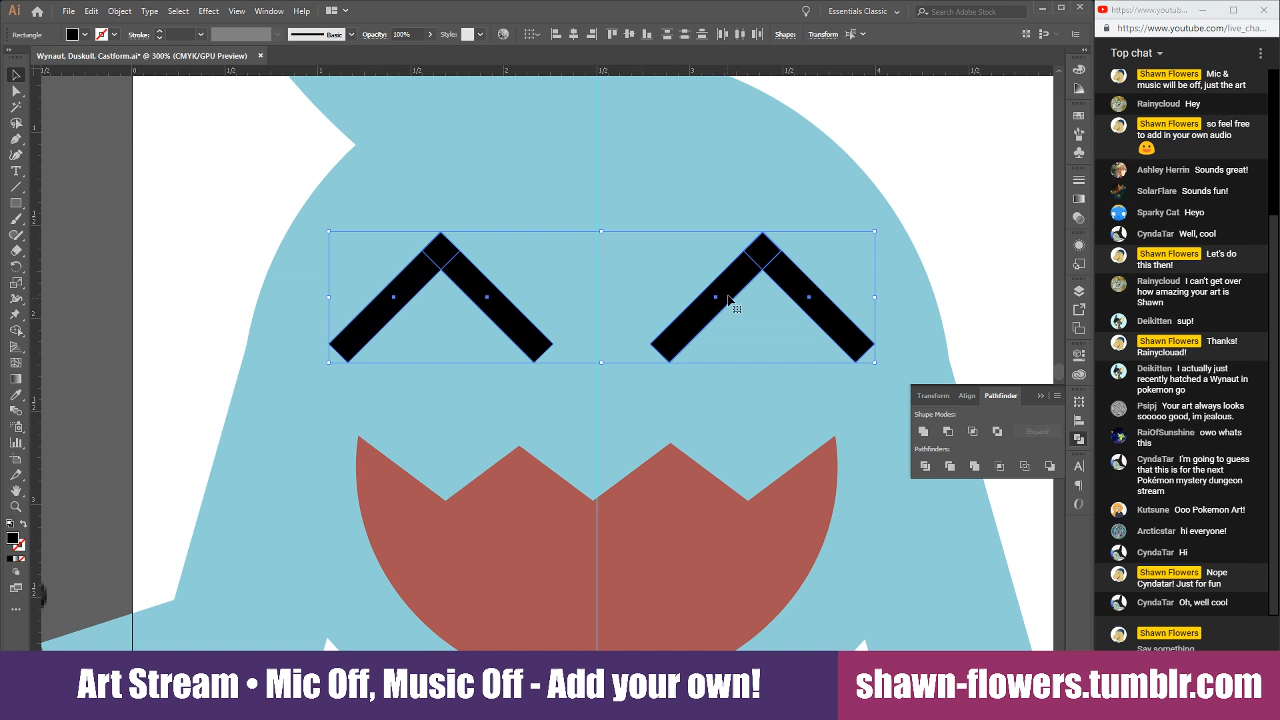 Ai
File
Edit
Object
Type
Select
Effect
View
Window
Help
Essentials Classic
Search Adobe Stock
https://www.youtub...
Rectangle
Stroke:
Basic
Opacity:
100%
Style:
Shape:
Transform
https://www.youtube.com/live_cha...
Wynaut, Duskull, Castform.ai* @ 300% (CMYK/GPU Preview)
Top chat
Shawn Flowers Mic &
music will be off, just the art
Rainycloud Hey
Shawn Flowers so feel free
to add in your own audio
Ashley Herrin Sounds great!
SolarFlare Sounds fun!
Sparky Cat Heyo
CyndaTar Well, cool
Shawn Flowers Let's do
this then!
Rainycloud I can't get over
how amazing your art is
Shawn
Deikitten sup!
Shawn Flowers Thanks!
Rainyclouad!
Deikitten I actually just
recently hatched a Wynaut in
pokemon go
Psipj Your art always looks
sooooo good, im jealous.
RaiOfSunshine owo whats
this
CyndaTar I'm going to guess
that this is for the next
Pokémon mystery dungeon
stream
Kutsune Ooo Pokemon Art!
Arcticstar hi everyone!
CyndaTar Hi
Shawn Flowers Nope
Cyndatar! Just for fun
CyndaTar Oh, well cool
Shawn Flowers
Say something...
Transform
Align
Pathfinder
Shape Modes:
Expand
Pathfinders:
Art Stream • Mic Off, Music Off - Add your own!
shawn-flowers.tumblr.com